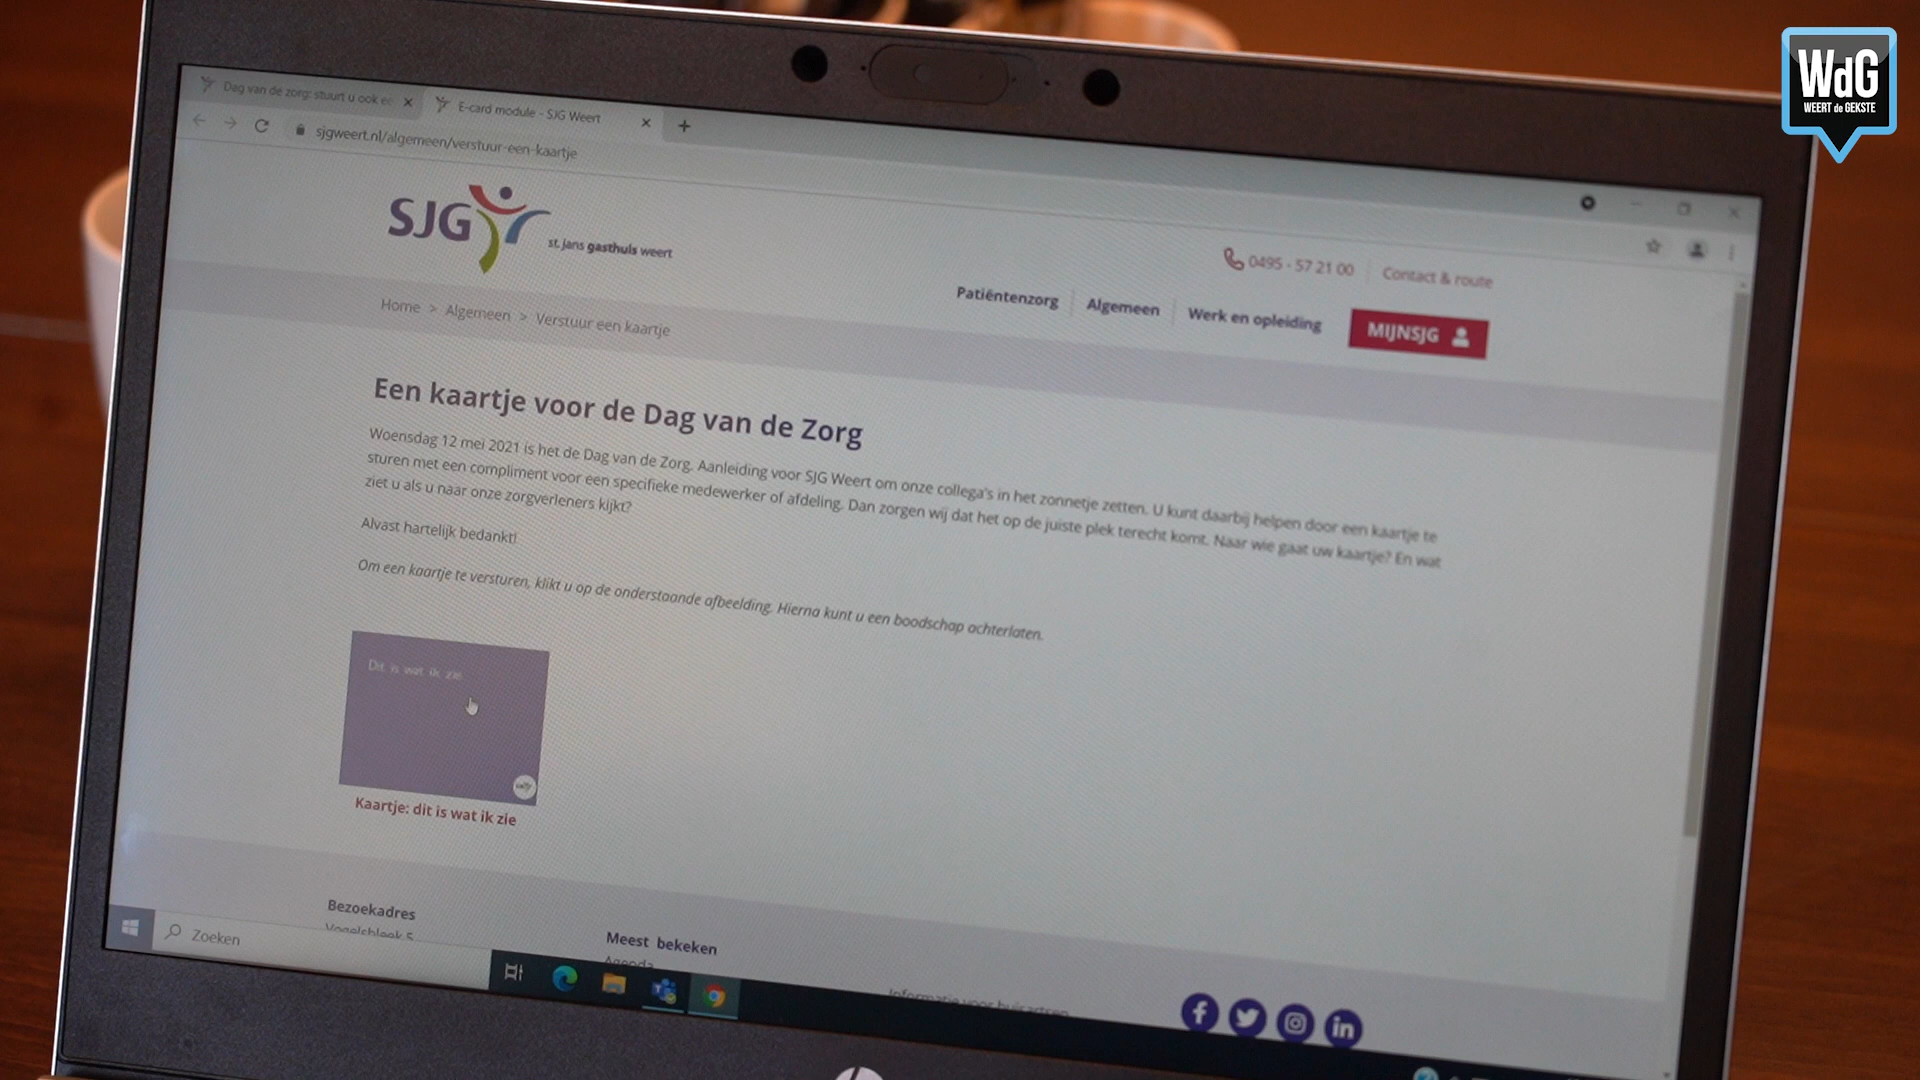 WdG
WEERT de GEKSTE
Dag van de zorg: stuurt u ook ee
E-card module - SJG Weert
sjgweert.nl/algemeen/verstuur-een-kaartje
SJG
st. jans gasthuis weert
0495 - 57 21 00
Contact & route
Patiëntenzorg
Algemeen
Werk en opleiding
MIJNSJG
Home > Algemeen > Verstuur een kaartje
Een kaartje voor de Dag van de Zorg
Woensdag 12 mei 2021 is het de Dag van de Zorg. Aanleiding voor SJG Weert om onze collega's in het zonnetje zetten. U kunt daarbij helpen door een kaartje te
sturen met een compliment voor een specifieke medewerker of afdeling. Dan zorgen wij dat het op de juiste plek terecht komt. Naar wie gaat uw kaartje? En wat
ziet u als u naar onze zorgverleners kijkt?
Alvast hartelijk bedankt!
Om een kaartje te versturen, klikt u op de onderstaande afbeelding. Hierna kunt u een boodschap achterlaten.
Dit is wat ik zie
Kaartje: dit is wat ik zie
Bezoekadres
Vogelsbleek 5
Meest bekeken
Agenda
Informatie voor huisartsen
Zoeken